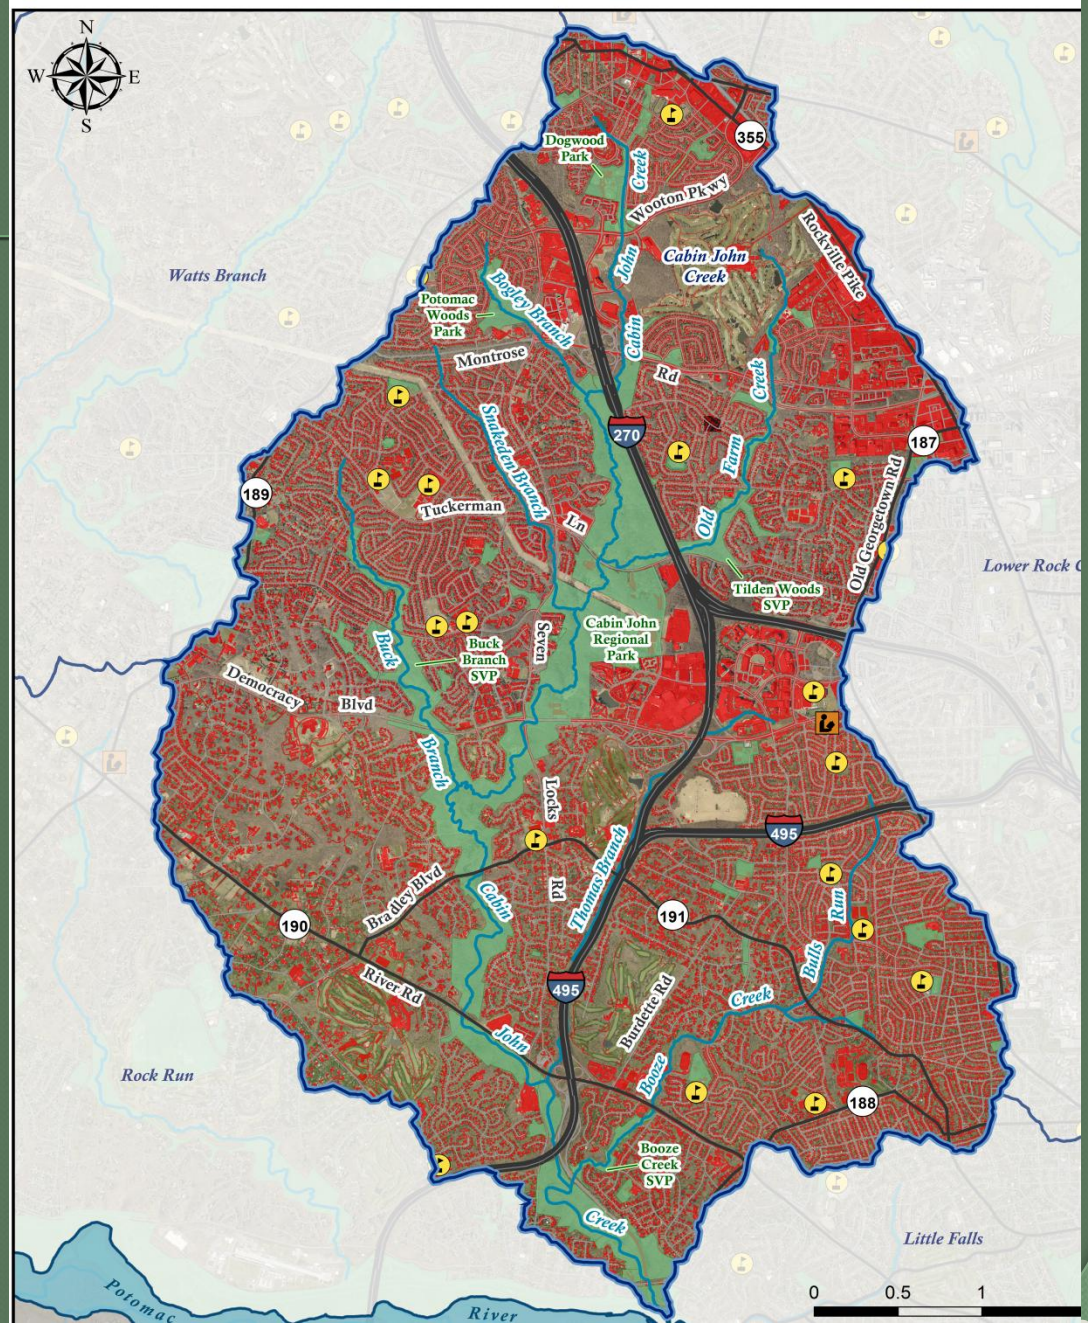 N
W E
S
355
Dogwood
Park
Creek
Wooton Pkwy
Rockville Pike
Cabin John
Creek
John
Watts Branch
Bogley Branch
Potomac
Woods
Park
Cabin
Montrose
Rd
Creek
270
187
Snakeden Branch
Farm
189
Tuckerman
Ln
Old
Old Georgetown Rd
Lower Rock C
Tilden Woods
SVP
Cabin John
Regional
Park
Seven
Buck
Buck
Branch
SVP
Democracy
Blvd
Branch
Locks
495
Thomas Branch
Bradley Blvd
Cabin
Rd
191
Run
190
Bulls
River Rd
495
Burdette Rd
Creek
John
Booze
Rock Run
188
Booze
Creek
SVP
Creek
Little Falls
Potomac
River
0 0.5 1